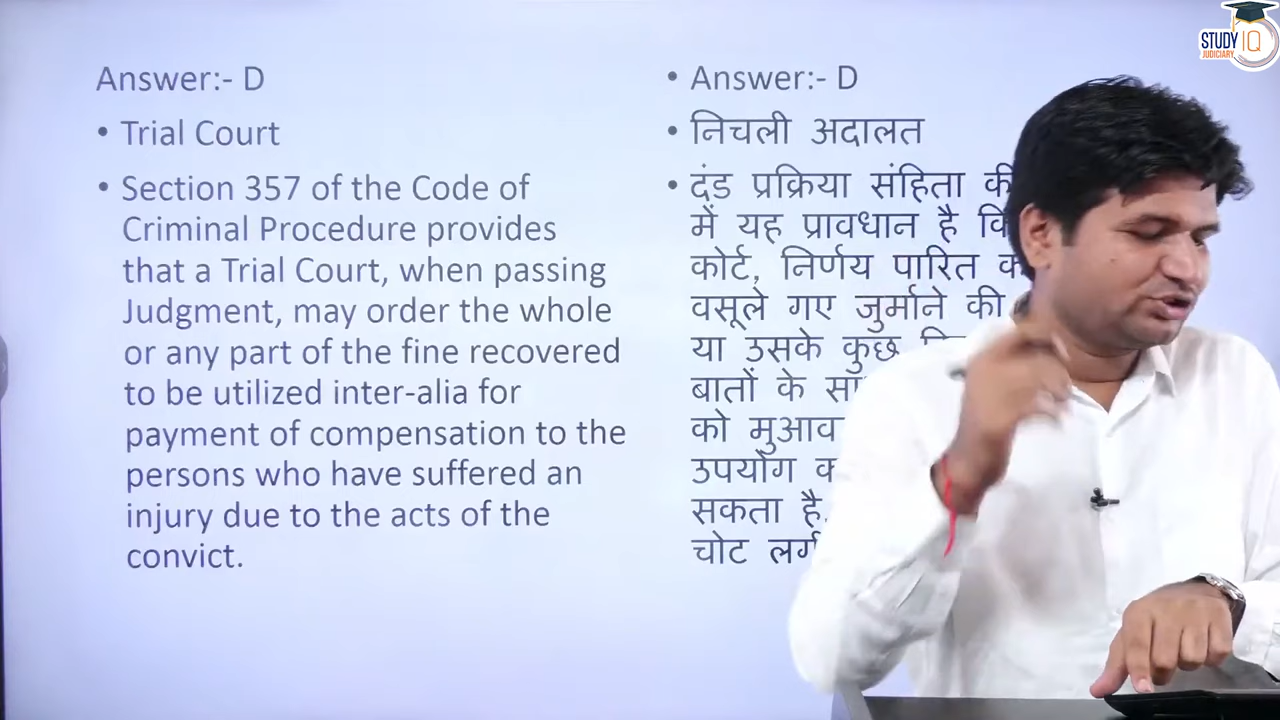 STUDY IQ
JUDICIARY
Answer:- D
• Trial Court
• Section 357 of the Code of
Criminal Procedure provides
that a Trial Court, when passing
Judgment, may order the whole
or any part of the fine recovered
to be utilized inter-alia for
payment of compensation to the
persons who have suffered an
injury due to the acts of the
convict.
• Answer:- D
• निचली अदालत
• दंड प्रक्रिया संहिता की
में यह प्रावधान है
कोर्ट, निर्णय पारित
वसूले गए जुर्माने की
या उसके कुछ
बातों के
को
उपयोग
सकता है.
चोट